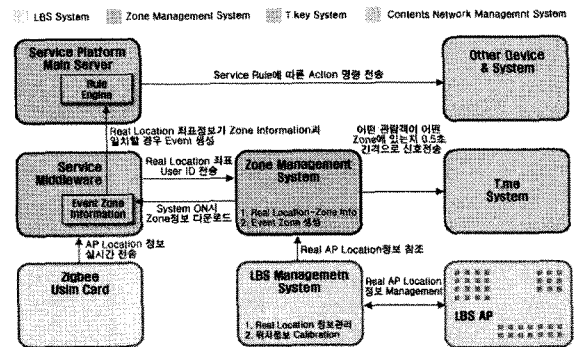 LBS System
Zone Management System
T.key System
Contents Network Managemnt System
Service Platform
Main Server
Rule
Engine
Service Rule에 따른 Action 명령 전송
Other Device
& System
Real Location 좌표정보가 Zone Information과
일치할 경우 Event 생성
어떤 관람객이 어떤
Zone에 있는지 0.5초
간격으로 신호전송
Service
Middleware
Event Zone
Information
Real Location 좌표
User ID 전송
System ON시
Zone정보 다운로드
Zone Management
System
1. Real Location-Zone Info
2. Event Zone 생성
T.me
System
AP Location 정보
실시간 전송
Real AP Location정보 참조
Zigbee
Usim Card
LBS Managemetn
System
1. Real Location 정보관리
2. 위치정보 Calibration
Real AP Location
정보 Management
LBS AP